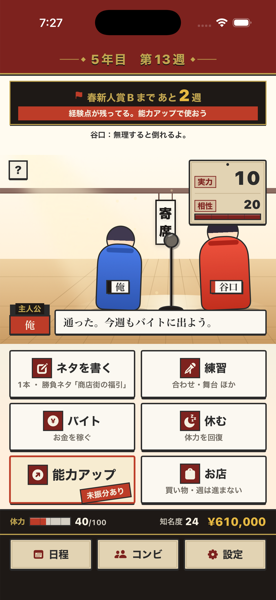 7:27
5年目 第13週
春新人賞B まで あと2週
経験点が残ってる。能力アップで使おう
谷口：無理すると倒れるよ。
?
実力 10
相性 20
寄席
俺
谷口
主人公
俺
通った。今週もバイトに出よう。
ネタを書く
1本・勝負ネタ「商店街の福引」
練習
合わせ・舞台 ほか
バイト
お金を稼ぐ
休む
体力を回復
能力アップ
未振分あり
お店
買い物・週は進まない
体力 40/100
知名度 24 ¥610,000
日程
コンビ
設定